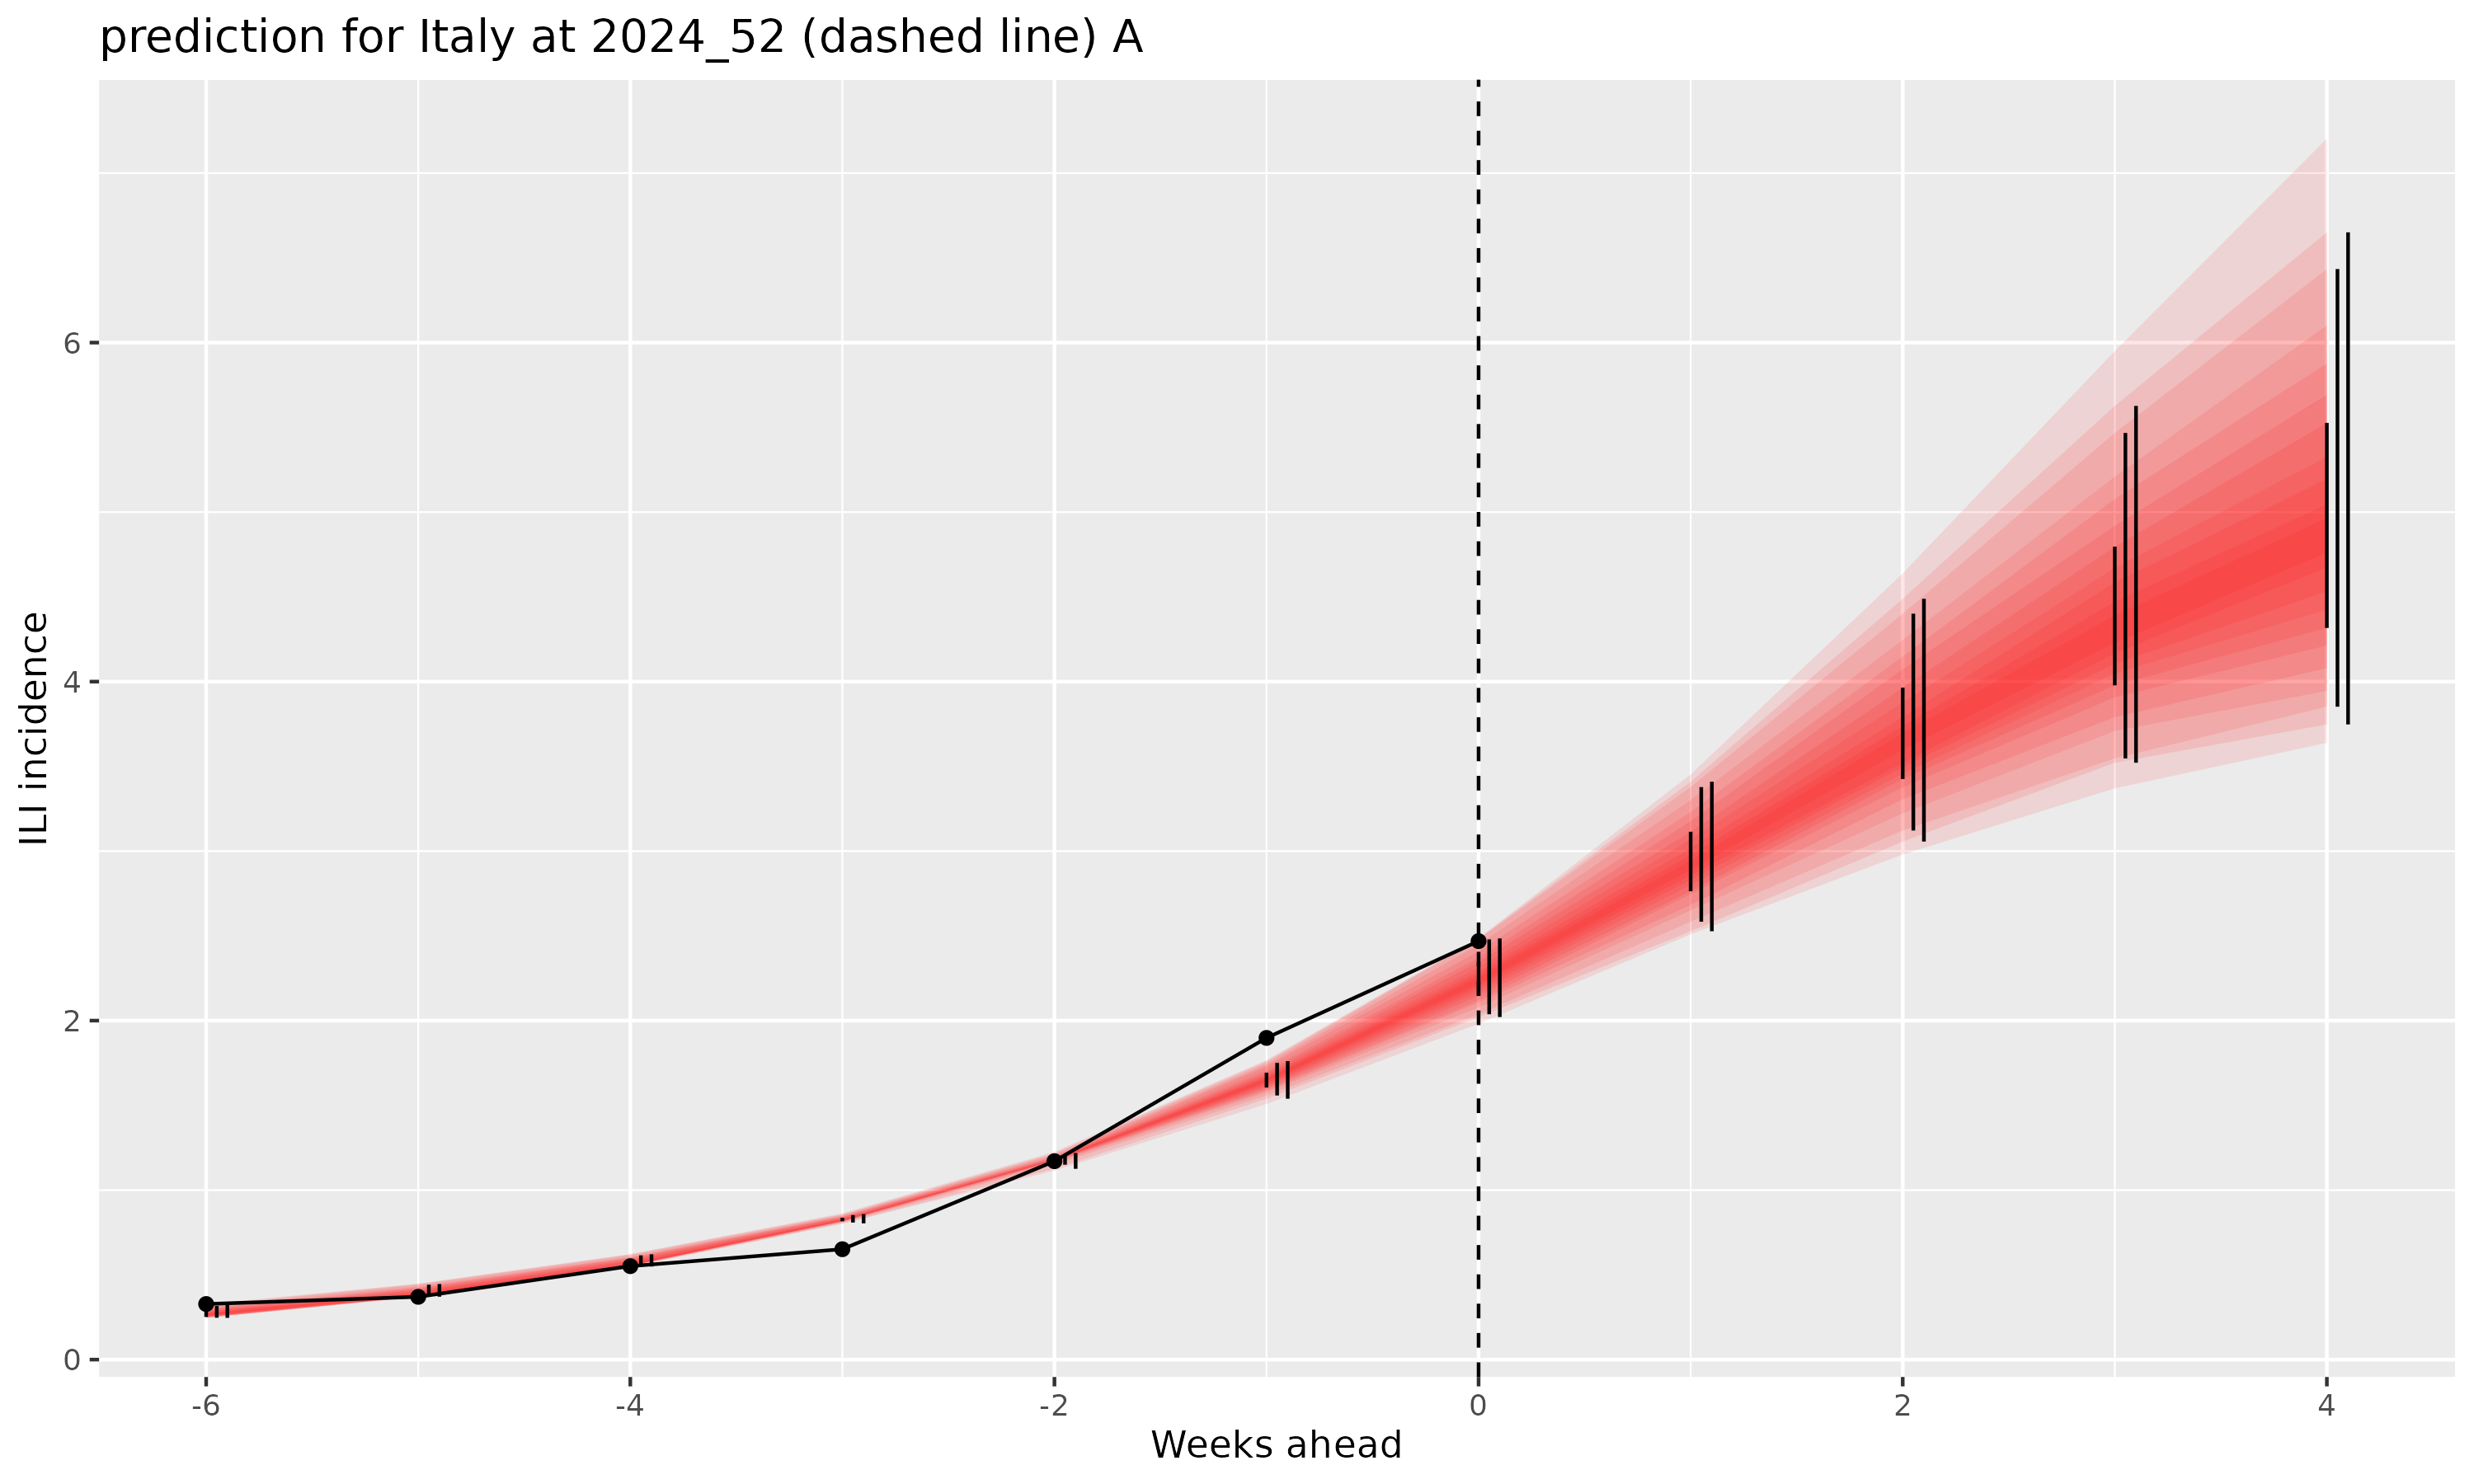 prediction for Italy at 2024_52 (dashed line) A
ILI incidence
6
4
2
0
-6 -4 -2 0 2 4
Weeks ahead